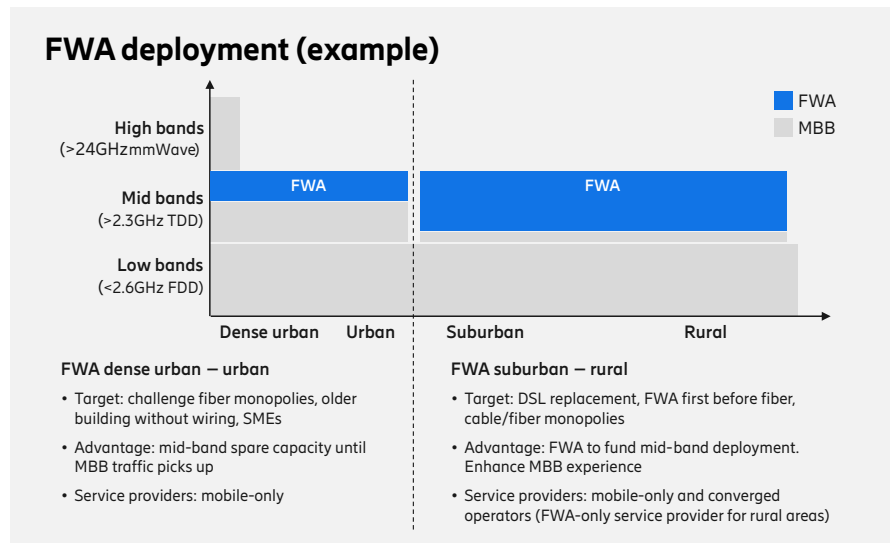 FWA deployment (example)
FWA
MBB
High bands
(>24GHz mmWave)
FWA
FWA
Mid bands
(>2.3GHz TDD)
Low bands
(<2.6GHz FDD)
Dense urban
Urban
Suburban
Rural
FWA dense urban – urban
• Target: challenge fiber monopolies, older
building without wiring, SMEs
• Advantage: mid-band spare capacity until
MBB traffic picks up
• Service providers: mobile-only
FWA suburban – rural
• Target: DSL replacement, FWA first before fiber,
cable/fiber monopolies
• Advantage: FWA to fund mid-band deployment.
Enhance MBB experience
• Service providers: mobile-only and converged
operators (FWA-only service provider for rural areas)